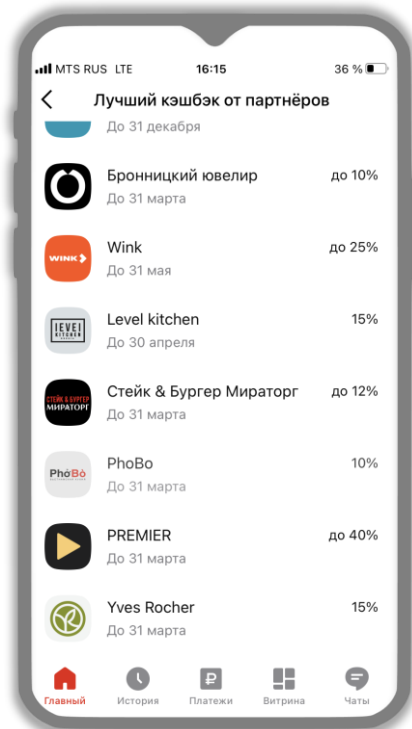 MTS RUS LTE 16:15 36 %
Лучший кэшбэк от партнёров
До 31 декабря
Бронницкий ювелир до 10%
До 31 марта
WINK
Wink до 25%
До 31 мая
LEVEL
KITCHEN
Level kitchen 15%
До 30 апреля
СТЕЙК & БУРГЕР
МИРАТОРГ
Стейк & Бургер Мираторг до 12%
До 31 марта
PhóBò
PhoBo 10%
До 31 марта
PREMIER до 40%
До 31 марта
Yves Rocher 15%
До 31 марта
Главный История Платежи Витрина Чаты